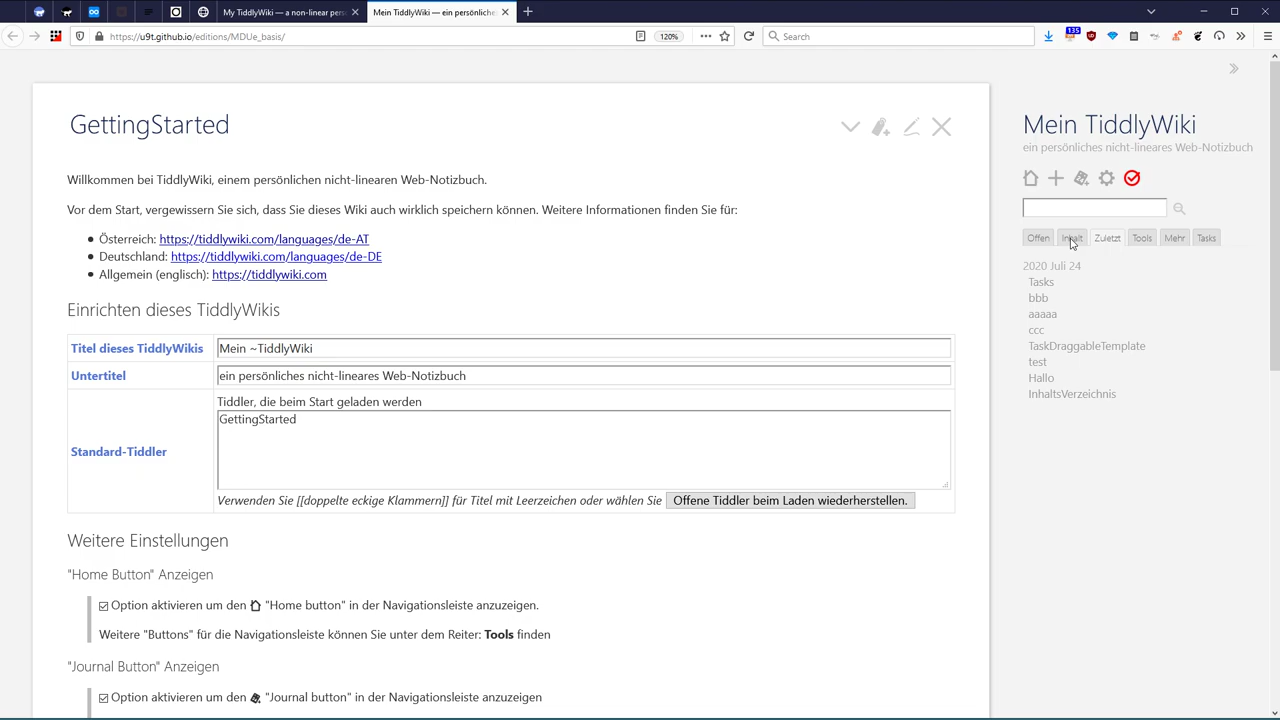 My TiddlyWiki — a non-linear pers
Mein TiddlyWiki — ein persönliche
https://u9t.github.io/editions/MDUe_basis/
120%
Search
135
GettingStarted
Willkommen bei TiddlyWiki, einem persönlichen nicht-linearen Web-Notizbuch.
Vor dem Start, vergewissern Sie sich, dass Sie dieses Wiki auch wirklich speichern können. Weitere Informationen finden Sie für:
Österreich: https://tiddlywiki.com/languages/de-AT
Deutschland: https://tiddlywiki.com/languages/de-DE
Allgemein (englisch): https://tiddlywiki.com
Einrichten dieses TiddlyWikis
Titel dieses TiddlyWikis
Mein ~TiddlyWiki
Untertitel
ein persönliches nicht-lineares Web-Notizbuch
Standard-Tiddler
Tiddler, die beim Start geladen werden
GettingStarted
Verwenden Sie [[doppelte eckige Klammern]] für Titel mit Leerzeichen oder wählen Sie
Offene Tiddler beim Laden wiederherstellen.
Weitere Einstellungen
"Home Button" Anzeigen
Option aktivieren um den "Home button" in der Navigationsleiste anzuzeigen.
Weitere "Buttons" für die Navigationsleiste können Sie unter dem Reiter: Tools finden
"Journal Button" Anzeigen
Option aktivieren um den "Journal button" in der Navigationsleiste anzuzeigen
Mein TiddlyWiki
ein persönliches nicht-lineares Web-Notizbuch
Offen
Inhalt
Zuletzt
Tools
Mehr
Tasks
2020 Juli 24
Tasks
bbb
aaaaa
ccc
TaskDraggableTemplate
test
Hallo
InhaltsVerzeichnis